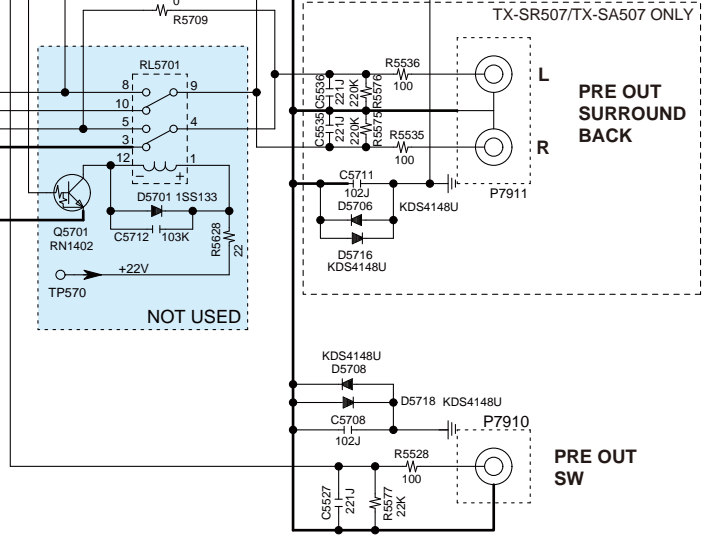 0
R5709
TX-SR507/TX-SA507 ONLY
RL5701
8
9
10
5
4
3
12
1
−
+
D5701 1SS133
C5712
103K
R5628
22
Q5701
RN1402
+22V
TP570
NOT USED
C5536
221J
220K
R5576
R5536
100
L
PRE OUT
SURROUND
BACK
C5535
221J
220K
R5575
R5535
100
R
P7911
C5711
102J
D5706
KDS4148U
D5716
KDS4148U
KDS4148U
D5708
D5718 KDS4148U
C5708
102J
P7910
R5528
100
PRE OUT
SW
C5527
221J
R5577
22K